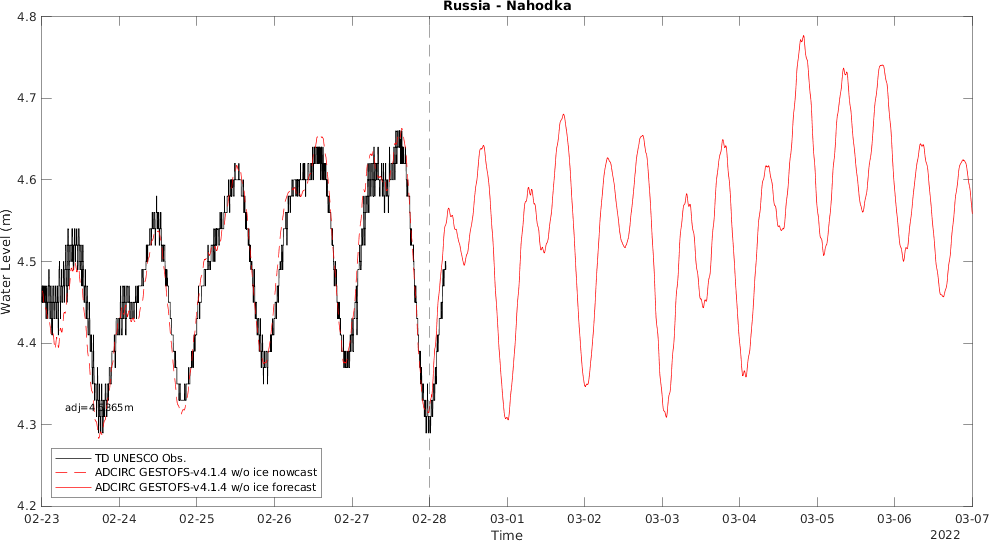 Russia - Nahodka
4.8
4.7
4.6
4.5
4.4
4.3
4.2
Water Level (m)
TD UNESCO Obs.
ADCIRC GESTOFS-v4.1.4 w/o ice nowcast
ADCIRC GESTOFS-v4.1.4 w/o ice forecast
02-23 02-24 02-25 02-26 02-27 02-28 03-01 03-02 03-03 03-04 03-05 03-06 03-07
Time
2022